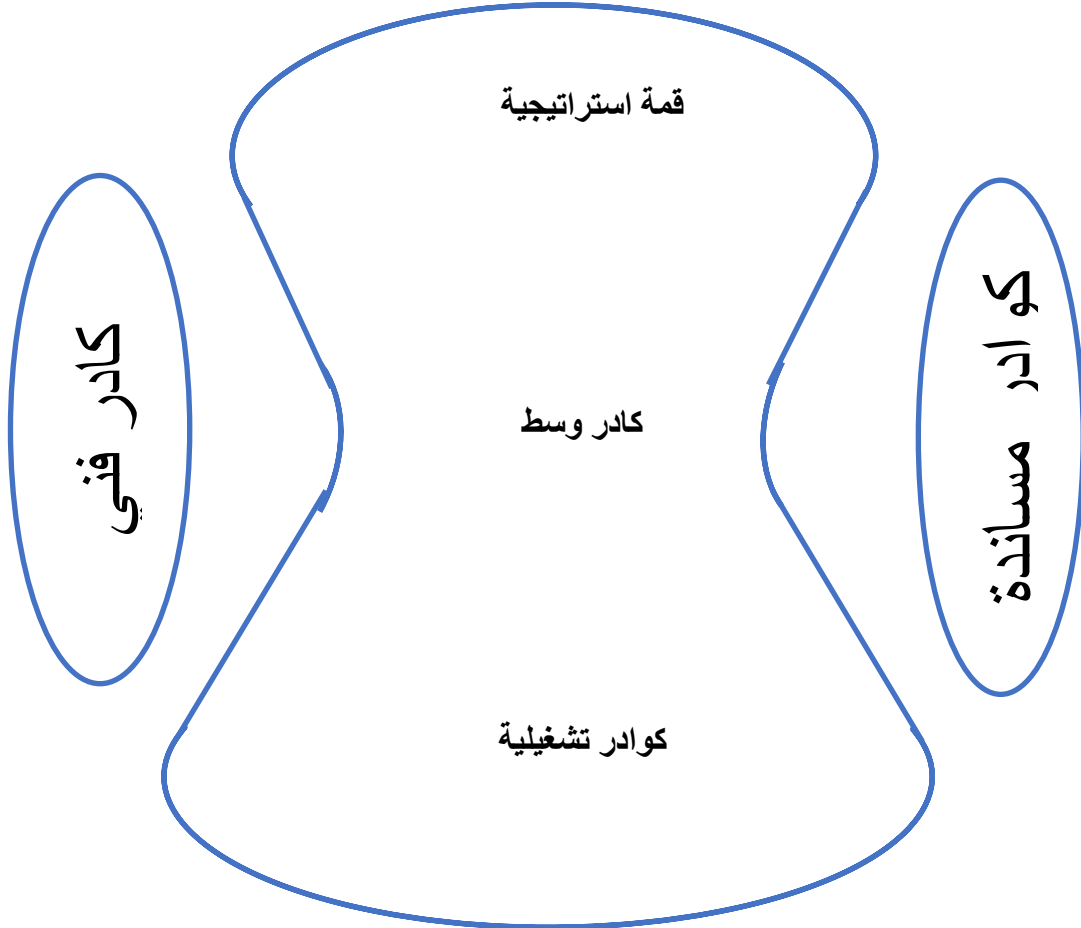 قمة استراتيجية
كوادر مساندة
كادر وسط
كادر فني
كوادر تشغيلية